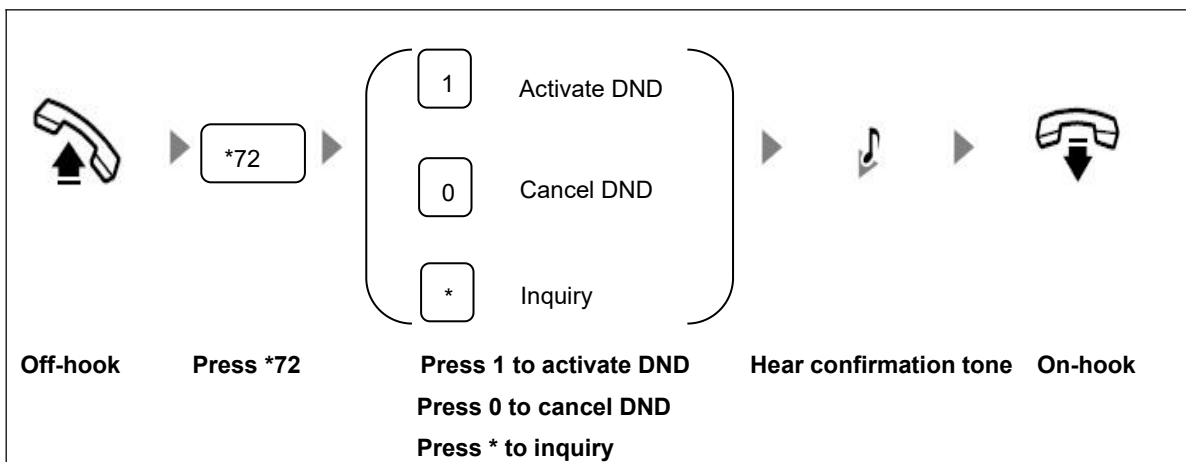 1 Activate DND
*72
0 Cancel DND
* Inquiry
Off-hook Press *72 Press 1 to activate DND Hear confirmation tone On-hook
Press 0 to cancel DND
Press * to inquiry